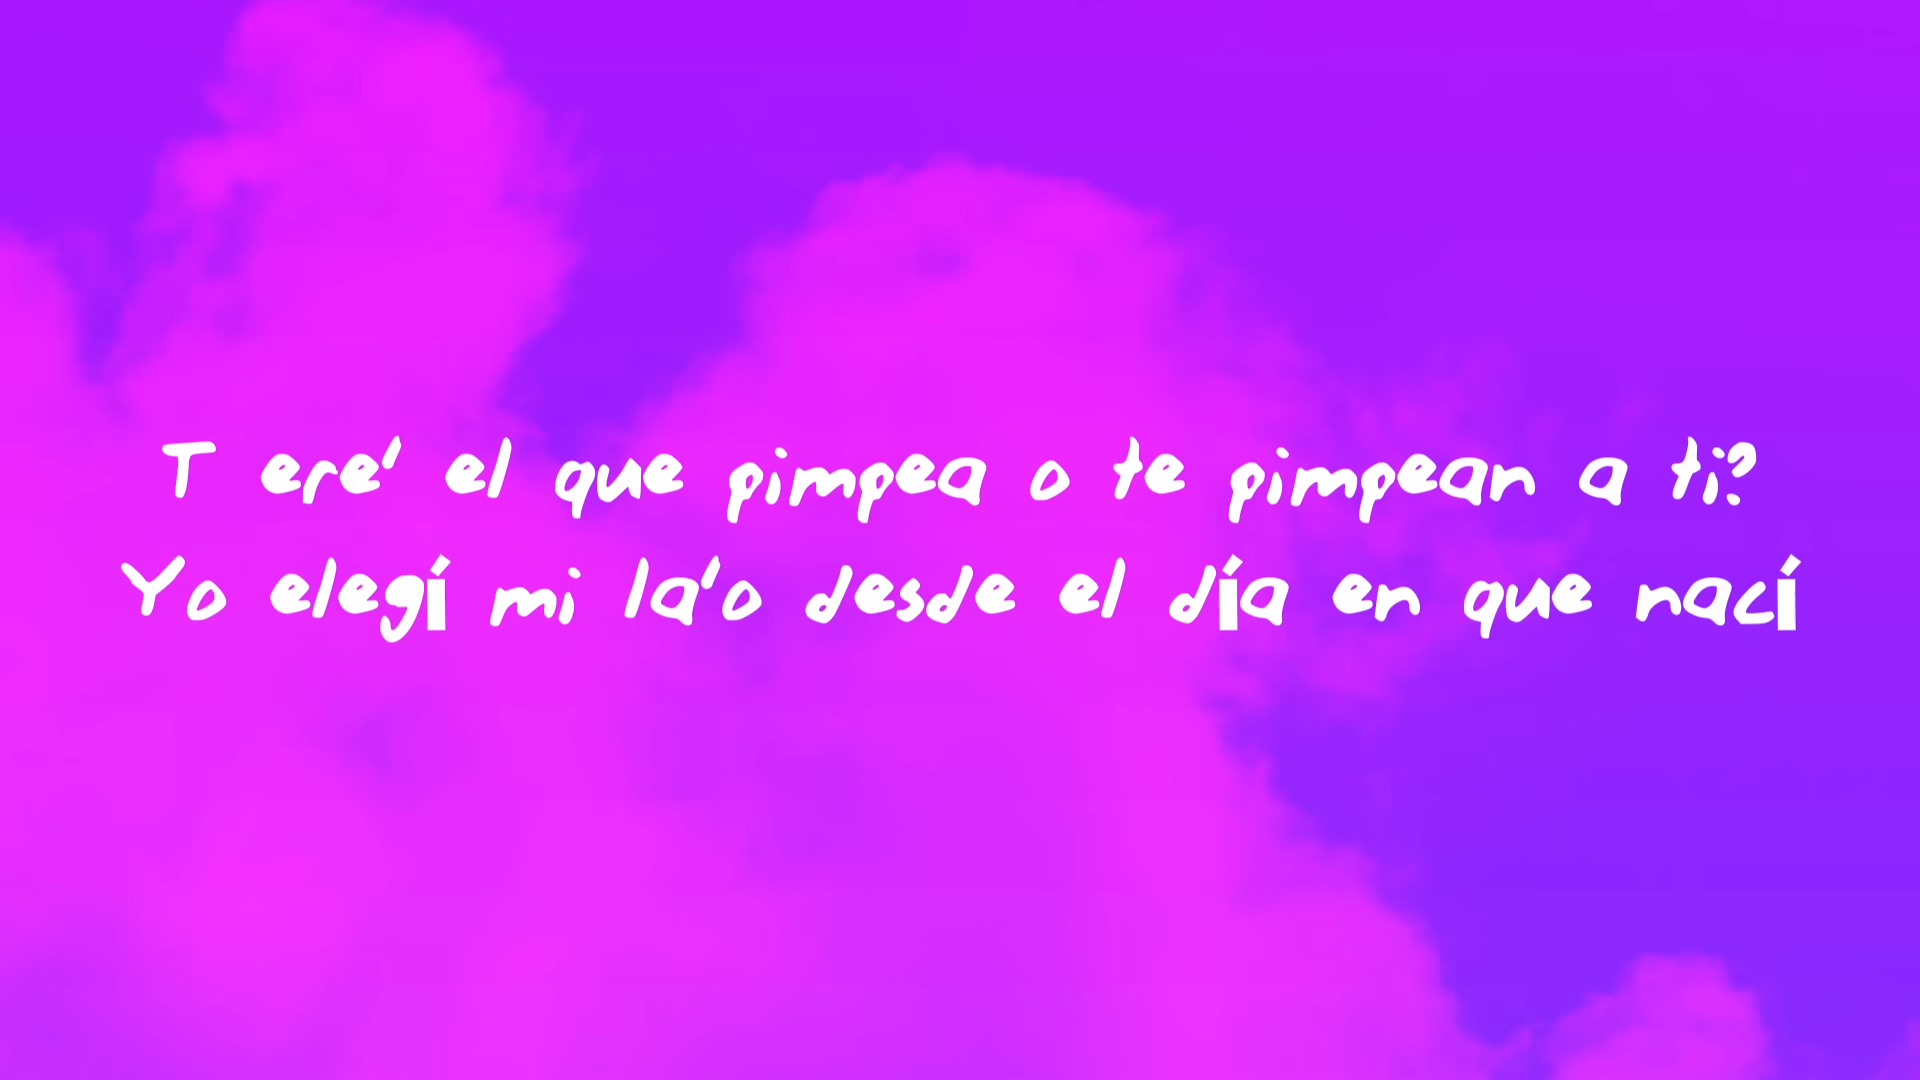 T ere' el que pimpea o te pimpean a ti?
Yo elegí mi la'o desde el día en que nací